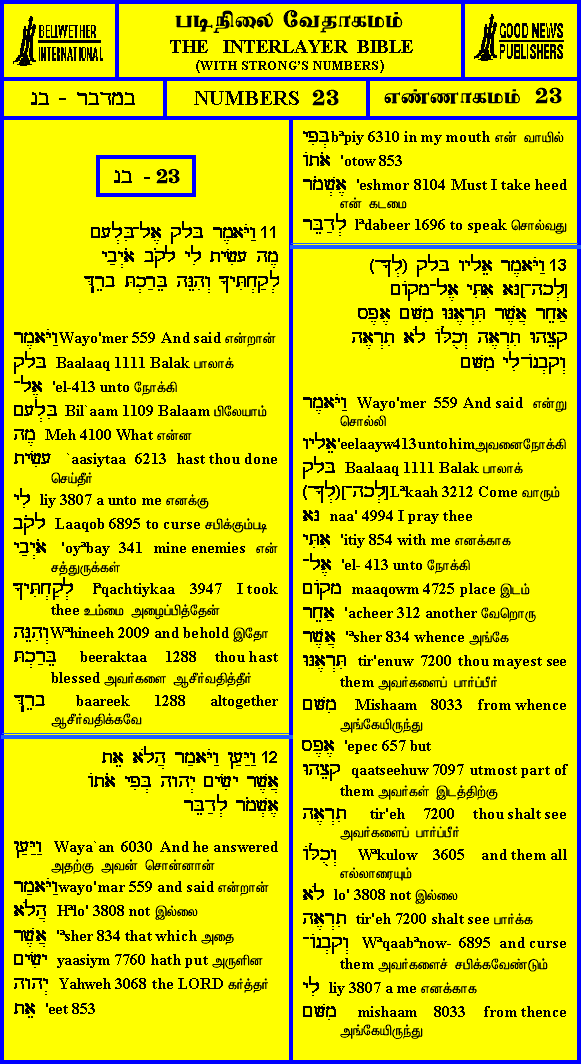 BELLWETHER
INTERNATIONAL
படிநிலை வேதாகமம்
THE INTERLAYER BIBLE
(WITH STRONG'S NUMBERS)
GOOD NEWS
PUBLISHERS
במדבר - בנ
NUMBERS 23
எண்ணாகமம் 23
בנ - 23
11 וַיֹּאמֶר בָּלָק אֶל־בִּלְעָם
מֶה עָשִׂיתָ לִי לָקֹב אֹיְבַי
לְקַחְתִּיךָ וְהִנֵּה בֵּרַכְתָּ בָרֵךְ
וַיֹּאמֶר Wayo'mer 559 And said என்றான்
בָּלָק Baalaaq 1111 Balak பாலாக்
אֶל־ 'el-413 unto நோக்கி
בִּלְעָם Bil`aam 1109 Balaam பிலேயாம்
מֶה Meh 4100 What என்ன
עָשִׂיתָ `aasiytaa 6213 hast thou done
செய்தீர்
לִי liy 3807 a unto me எனக்கு
לָקֹב Laaqob 6895 to curse சபிக்கும்படி
אֹיְבַי 'oyᵃbay 341 mine enemies என்
சத்துருக்கள்
לְקַחְתִּיךָ lᵃqachtiykaa 3947 I took
thee உம்மை அழைப்பித்தேன்
וְהִנֵּה Wᵃhineeh 2009 and behold இதோ
בֵּרַכְתָּ beeraktaa 1288 thou hast
blessed அவர்களை ஆசீர்வதித்தீர்
בָרֵךְ baareek 1288 altogether
ஆசீர்வதிக்கவே
12 וַיַּעַן וַיֹּאמַר הֲלֹא אֵת
אֲשֶׁר יָשִׂים יְהוָה בְּפִי אֹתוֹ
אֶשְׁמֹר לְדַבֵּר
וַיַּעַן Waya`an 6030 And he answered
அதற்கு அவன் சொன்னான்
וַיֹּאמַר wayo'mar 559 and said என்றான்
הֲלֹא Hᵃlo' 3808 not இல்லை
אֲשֶׁר 'ᵃsher 834 that which அதை
יָשִׂים yaasiym 7760 hath put அருளின
יְהוָה Yahweh 3068 the LORD கர்த்தர்
אֵת 'eet 853
בְּפִי bᵃpiy 6310 in my mouth என் வாயில்
אֹתוֹ 'otow 853
אֶשְׁמֹר 'eshmor 8104 Must I take heed
என் கடமை
לְדַבֵּר lᵃdabeer 1696 to speak சொல்வது
13 וַיֹּאמֶר אֵלָיו בָּלָק (לְךָ־)
[לְכָה־]נָּא אִתִּי אֶל־מָקוֹם
אַחֵר אֲשֶׁר תִּרְאֶנּוּ מִשָּׁם אֶפֶס
קָצֵהוּ תִרְאֶה וְכֻלּוֹ לֹא תִרְאֶה
וְקָבְנוֹ־לִי מִשָּׁם
וַיֹּאמֶר Wayo'mer 559 And said என்று
சொல்லி
אֵלָיו 'eelaayw413untohimஅவனைநோக்கி
בָּלָק Baalaaq 1111 Balak பாலாக்
(לְךָ־)[לְכָה־] Lᵃkaah 3212 Come வாரும்
נָּא naa' 4994 I pray thee
אִתִּי 'itiy 854 with me எனக்காக
אֶל־ 'el- 413 unto நோக்கி
מָקוֹם maaqowm 4725 place இடம்
אַחֵר 'acheer 312 another வேறொரு
אֲשֶׁר 'ᵃsher 834 whence அங்கே
תִּרְאֶנּוּ tir'enuw 7200 thou mayest see
them அவர்களைப் பார்ப்பீர்
מִשָּׁם Mishaam 8033 from whence
அங்கேயிருந்து
אֶפֶס 'epec 657 but
קָצֵהוּ qaatseehuw 7097 utmost part of
them அவர்கள் இடத்திற்கு
תִרְאֶה tir'eh 7200 thou shalt see
அவர்களைப் பார்ப்பீர்
וְכֻלּוֹ Wᵃkulow 3605 and them all
எல்லாரையும்
לֹא lo' 3808 not இல்லை
תִרְאֶה tir'eh 7200 shalt see பார்க்க
וְקָבְנוֹ־ Wᵃqaabᵃnow- 6895 and curse
them அவர்களைச் சபிக்கவேண்டும்
לִי liy 3807 a me எனக்காக
מִשָּׁם mishaam 8033 from thence
அங்கேயிருந்து